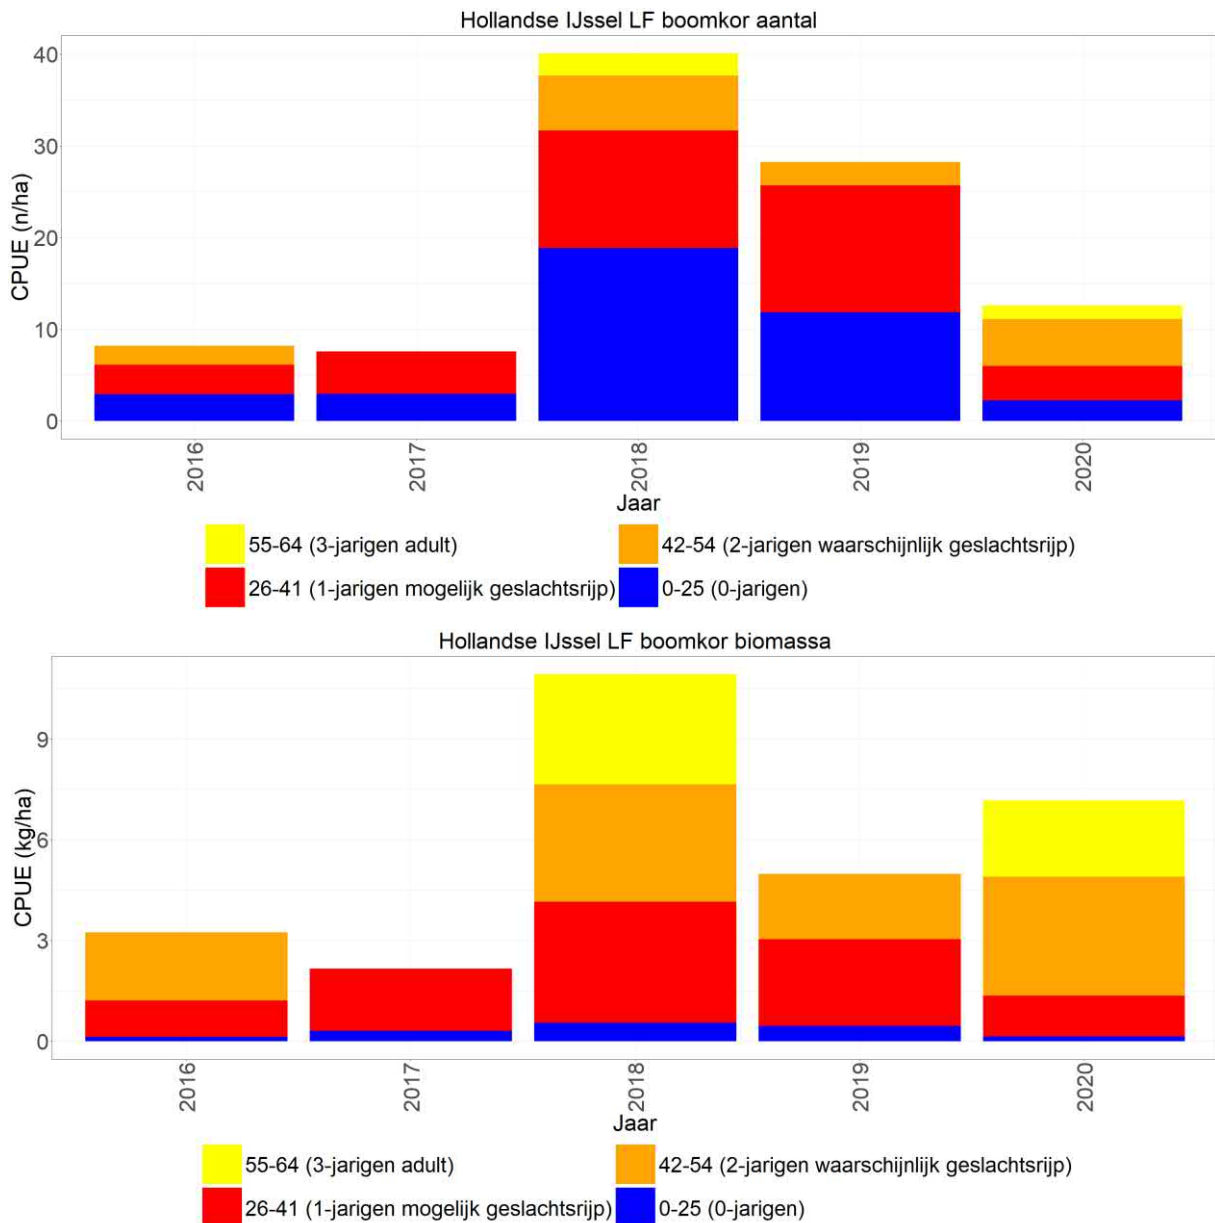 Hollandse IJssel LF boomkor aantal
CPUE (n/ha)
40
30
20
10
0
2016 2017 2018 2019 2020
Jaar
55-64 (3-jarigen adult) 42-54 (2-jarigen waarschijnlijk geslachtsrijp)
26-41 (1-jarigen mogelijk geslachtsrijp) 0-25 (0-jarigen)
Hollandse IJssel LF boomkor biomassa
CPUE (kg/ha)
9
6
3
0
2016 2017 2018 2019 2020
Jaar
55-64 (3-jarigen adult) 42-54 (2-jarigen waarschijnlijk geslachtsrijp)
26-41 (1-jarigen mogelijk geslachtsrijp) 0-25 (0-jarigen)